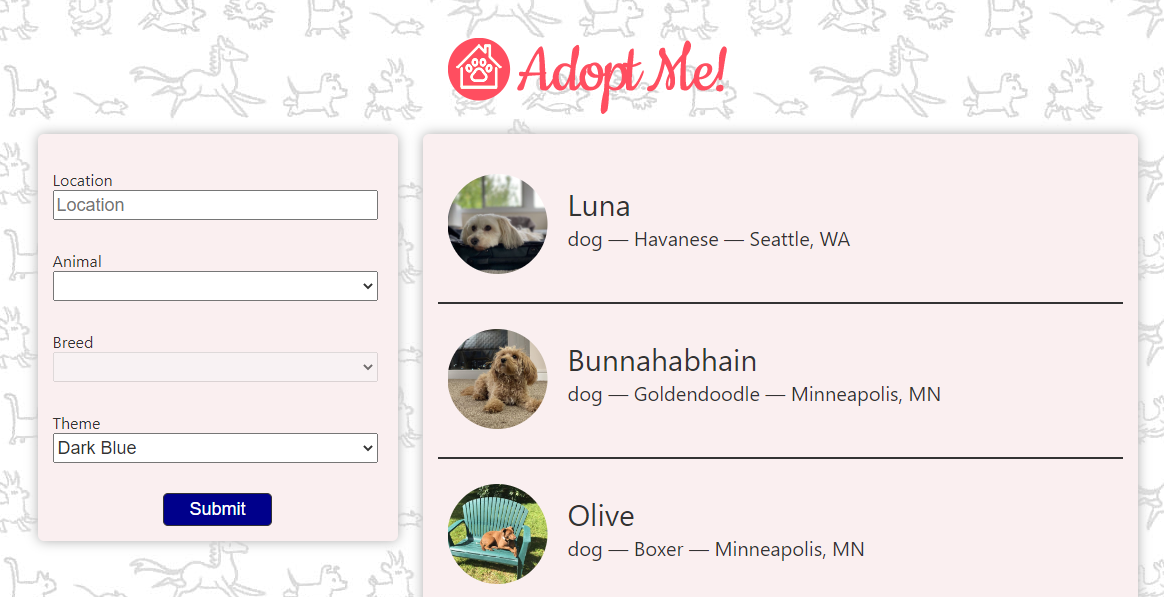 Adopt Me!
Location
Location
Animal
Breed
Theme
Dark Blue
Submit
Luna
dog — Havanese — Seattle, WA
Bunnahabhain
dog — Goldendoodle — Minneapolis, MN
Olive
dog — Boxer — Minneapolis, MN